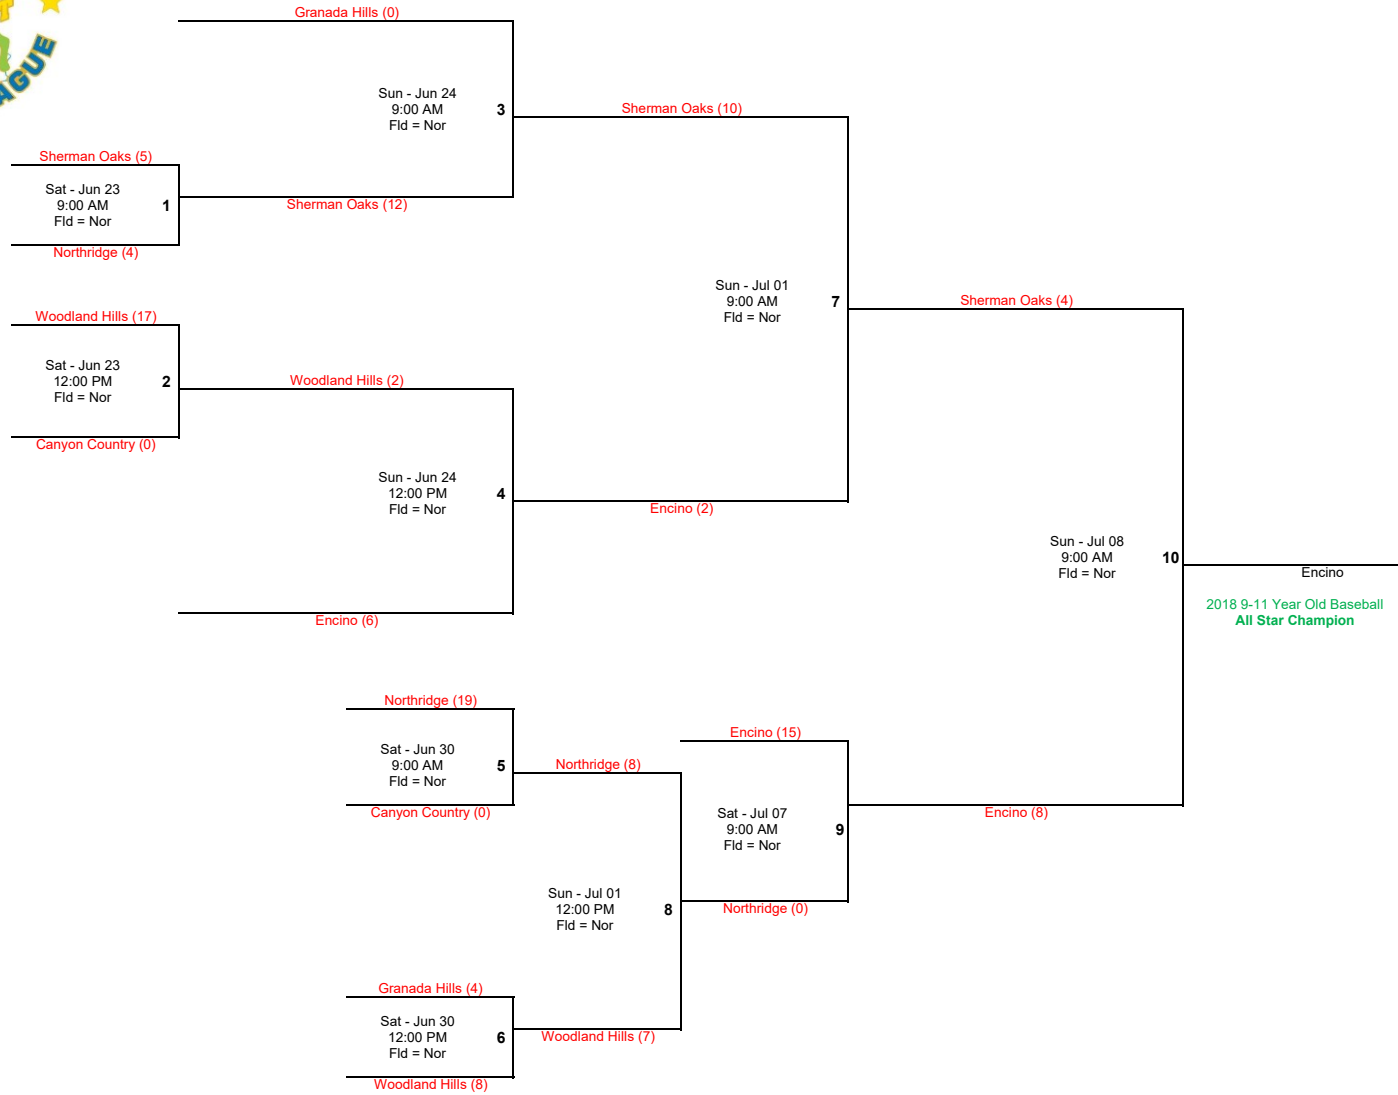 AGUE
Granada Hills (0)
Sun - Jun 24
9:00 AM
Fld = Nor
3
Sherman Oaks (10)
Sherman Oaks (5)
Sat - Jun 23
9:00 AM
Fld = Nor
1
Sherman Oaks (12)
Northridge (4)
Sun - Jul 01
9:00 AM
Fld = Nor
7
Sherman Oaks (4)
Woodland Hills (17)
Sat - Jun 23
12:00 PM
Fld = Nor
2
Woodland Hills (2)
Canyon Country (0)
Sun - Jun 24
12:00 PM
Fld = Nor
4
Encino (2)
Sun - Jul 08
9:00 AM
Fld = Nor
10
Encino
2018 9-11 Year Old Baseball
All Star Champion
Encino (6)
Northridge (19)
Sat - Jun 30
9:00 AM
Fld = Nor
5
Northridge (8)
Canyon Country (0)
Encino (15)
Sat - Jul 07
9:00 AM
Fld = Nor
9
Encino (8)
Sun - Jul 01
12:00 PM
Fld = Nor
8
Northridge (0)
Granada Hills (4)
Sat - Jun 30
12:00 PM
Fld = Nor
6
Woodland Hills (7)
Woodland Hills (8)